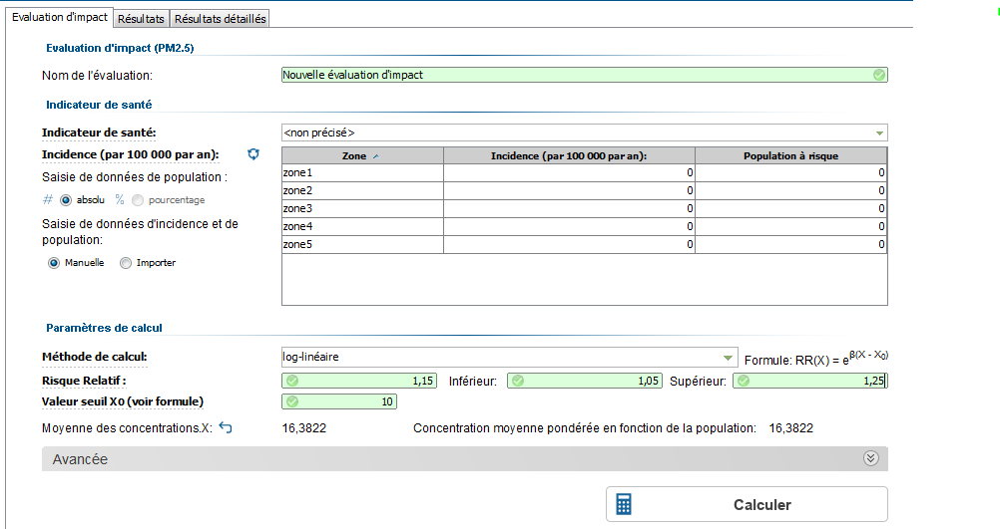 Evaluation d'impact Résultats Résultats détaillés
Evaluation d'impact (PM2.5)
Nom de l'évaluation: Nouvelle évaluation d'impact
Indicateur de santé
Indicateur de santé: <non précisé>
Incidence (par 100 000 par an): Zone Incidence (par 100 000 par an): Population à risque
Saisie de données de population : zone1 0 0
zone2 0 0
# absolu % pourcentage
zone3 0 0
Saisie de données d'incidence et de
population:
zone4 0 0
zone5 0 0
Manuelle Importer
Paramètres de calcul
Méthode de calcul: log-linéaire Formule: RR(X) = eβ(X - X0)
Risque Relatif : 1,15 Inférieur: 1,05 Supérieur: 1,25
Valeur seuil X0 (voir formule) 10
Moyenne des concentrations.X: 16,3822 Concentration moyenne pondérée en fonction de la population: 16,3822
Avancée
Calculer